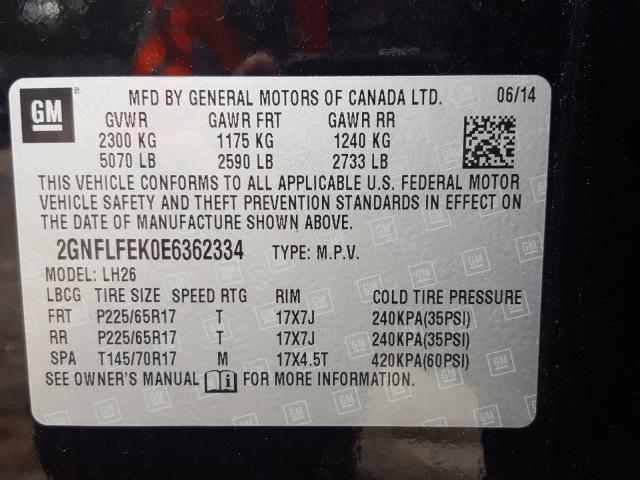 GM ® MFD BY GENERAL MOTORS OF CANADA LTD. 06/14
GVWR GAWR FRT GAWR RR
2300 KG 1175 KG 1240 KG
5070 LB 2590 LB 2733 LB
THIS VEHICLE CONFORMS TO ALL APPLICABLE U.S. FEDERAL MOTOR
VEHICLE SAFETY AND THEFT PREVENTION STANDARDS IN EFFECT ON
THE DATE OF MANUFACTURE SHOWN ABOVE.
2GNFLFEK0E6362334 TYPE: M.P.V.
MODEL: LH26
LBCG TIRE SIZE SPEED RTG RIM COLD TIRE PRESSURE
FRT P225/65R17 T 17X7J 240KPA(35PSI)
RR P225/65R17 T 17X7J 240KPA(35PSI)
SPA T145/70R17 M 17X4.5T 420KPA(60PSI)
SEE OWNER'S MANUAL FOR MORE INFORMATION.